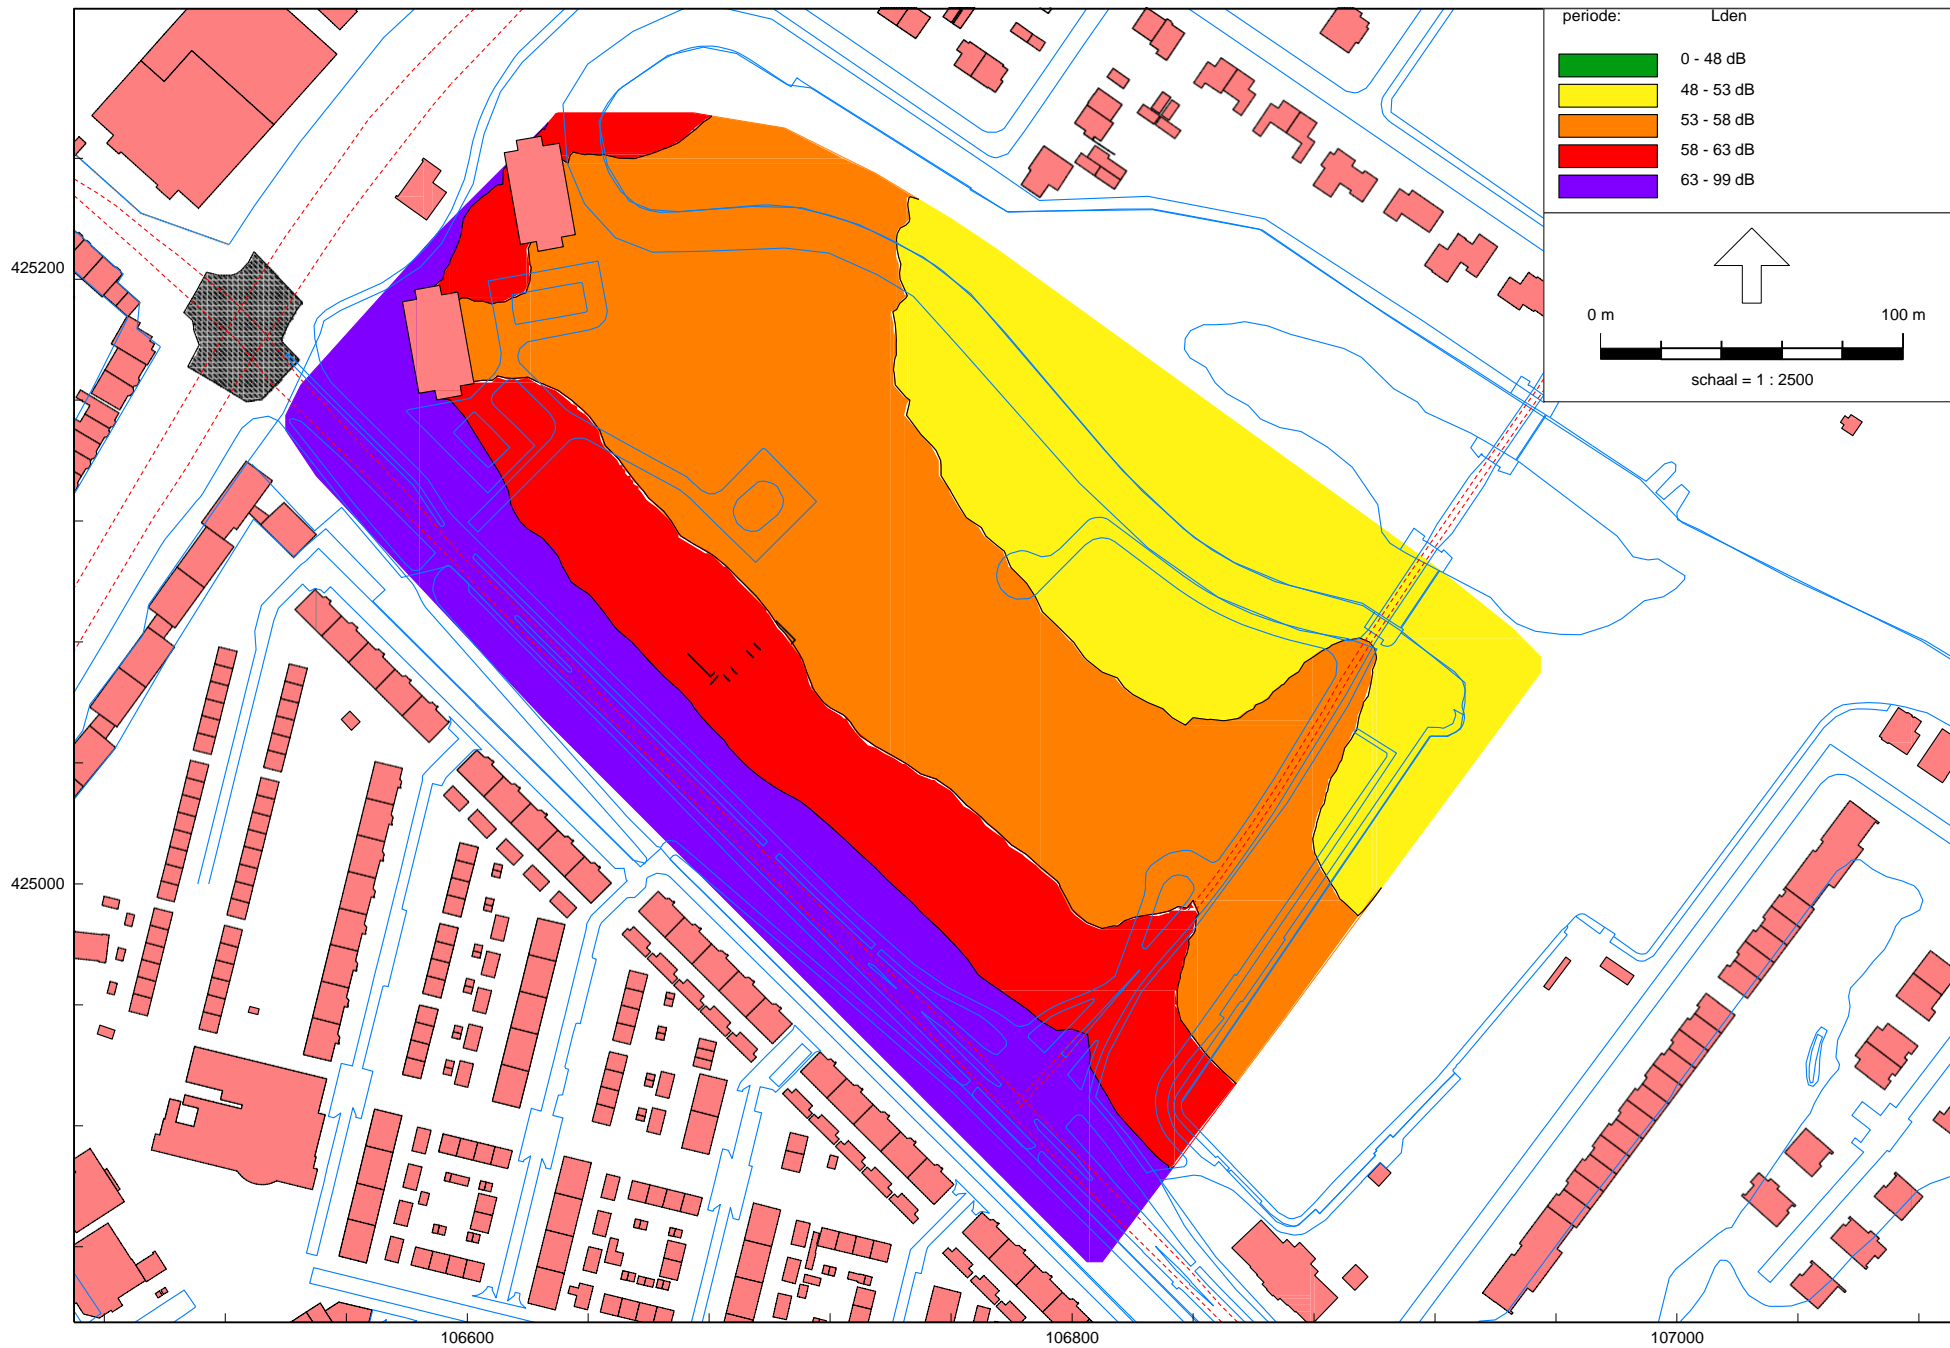 periode: Lden
0 - 48 dB
48 - 53 dB
53 - 58 dB
58 - 63 dB
63 - 99 dB
0 m 100 m
schaal = 1 : 2500
425200
425000
106600 106800 107000